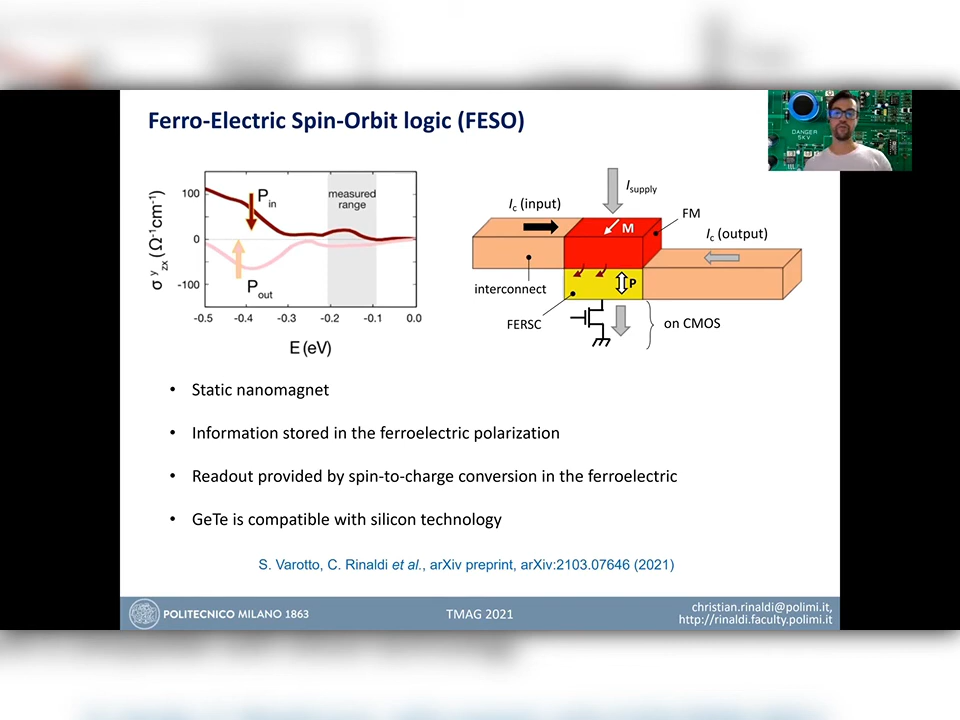 Ferro-Electric Spin-Orbit logic (FESO)
DANGER
5KV
σ y zx (Ω-1cm-1)
100
0
-100
P in
P out
measured
range
-0.5 -0.4 -0.3 -0.2 -0.1 0.0
E (eV)
I supply
I c (input)
M
FM
I c (output)
interconnect
P
FERSC
on CMOS
• Static nanomagnet
• Information stored in the ferroelectric polarization
• Readout provided by spin-to-charge conversion in the ferroelectric
• GeTe is compatible with silicon technology
S. Varotto, C. Rinaldi et al., arXiv preprint, arXiv:2103.07646 (2021)
POLITECNICO MILANO 1863
TMAG 2021
christian.rinaldi@polimi.it,
http://rinaldi.faculty.polimi.it